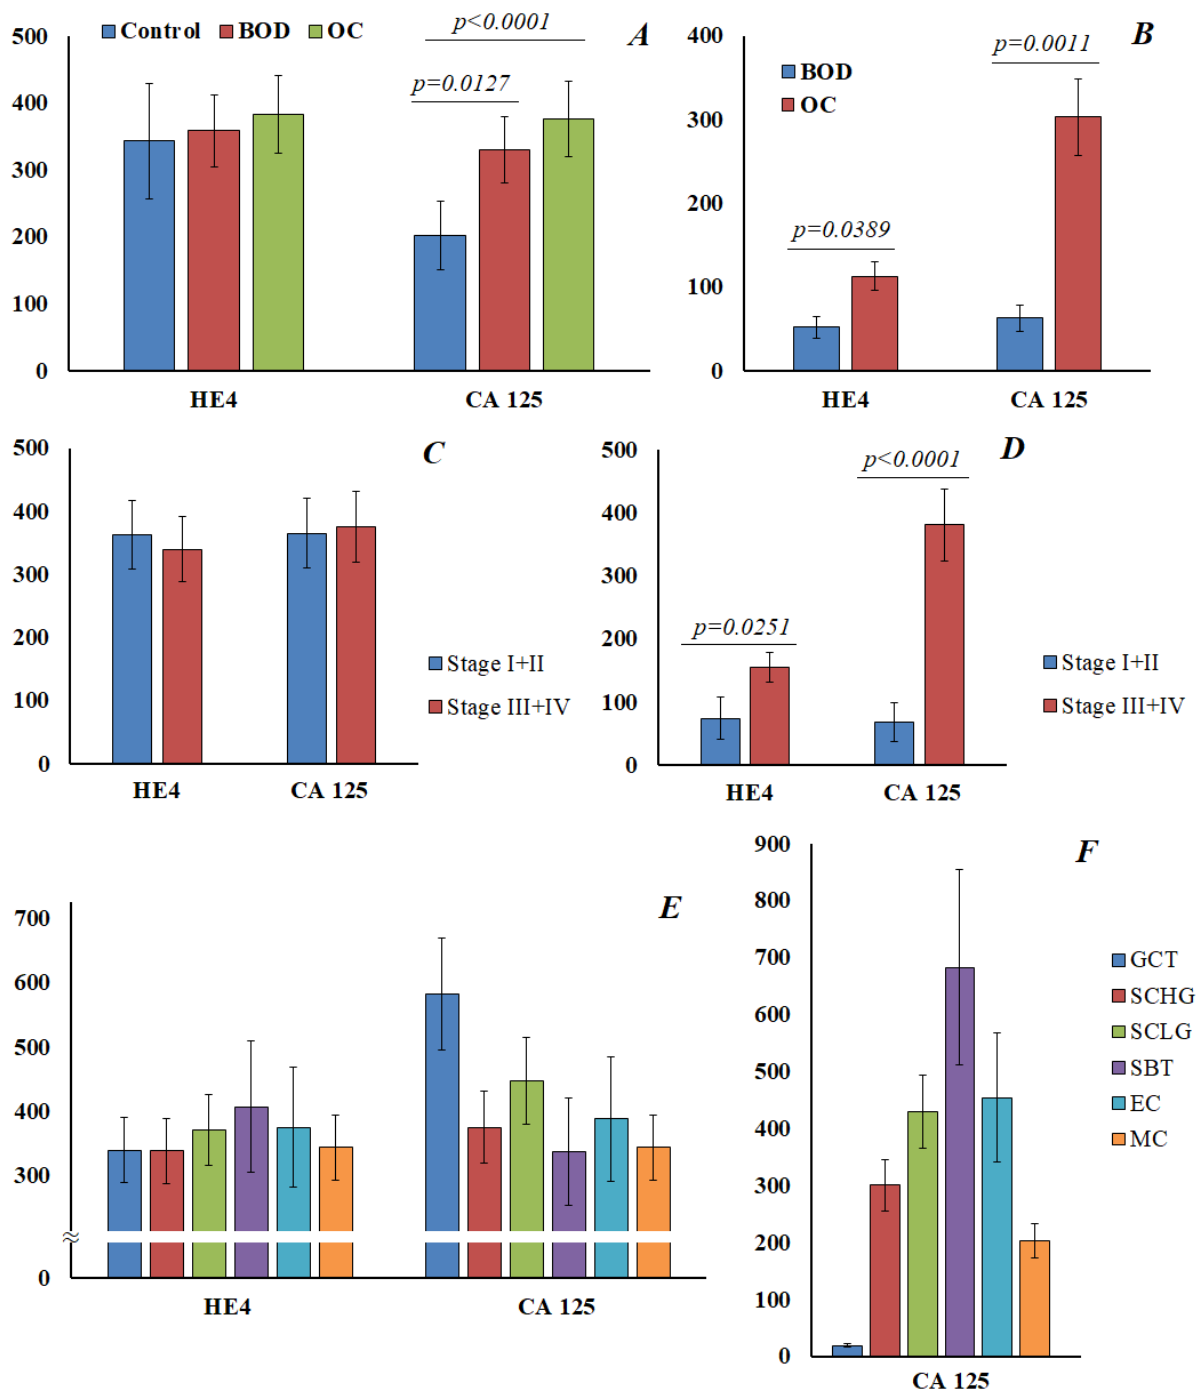 Control BOD OC
A
p<0.0001
p=0.0127
500
400
300
200
100
0
HE4 CA 125
B
BOD
OC
p=0.0011
p=0.0389
400
300
200
100
0
HE4 CA 125
C
500
400
300
200
100
0
Stage I+II
Stage III+IV
HE4 CA 125
D
p<0.0001
p=0.0251
500
400
300
200
100
0
Stage I+II
Stage III+IV
HE4 CA 125
E
700
600
500
400
300
≈
0
HE4 CA 125
F
900
800
700
600
500
400
300
200
100
0
GCT
SCHG
SCLG
SBT
EC
MC
CA 125